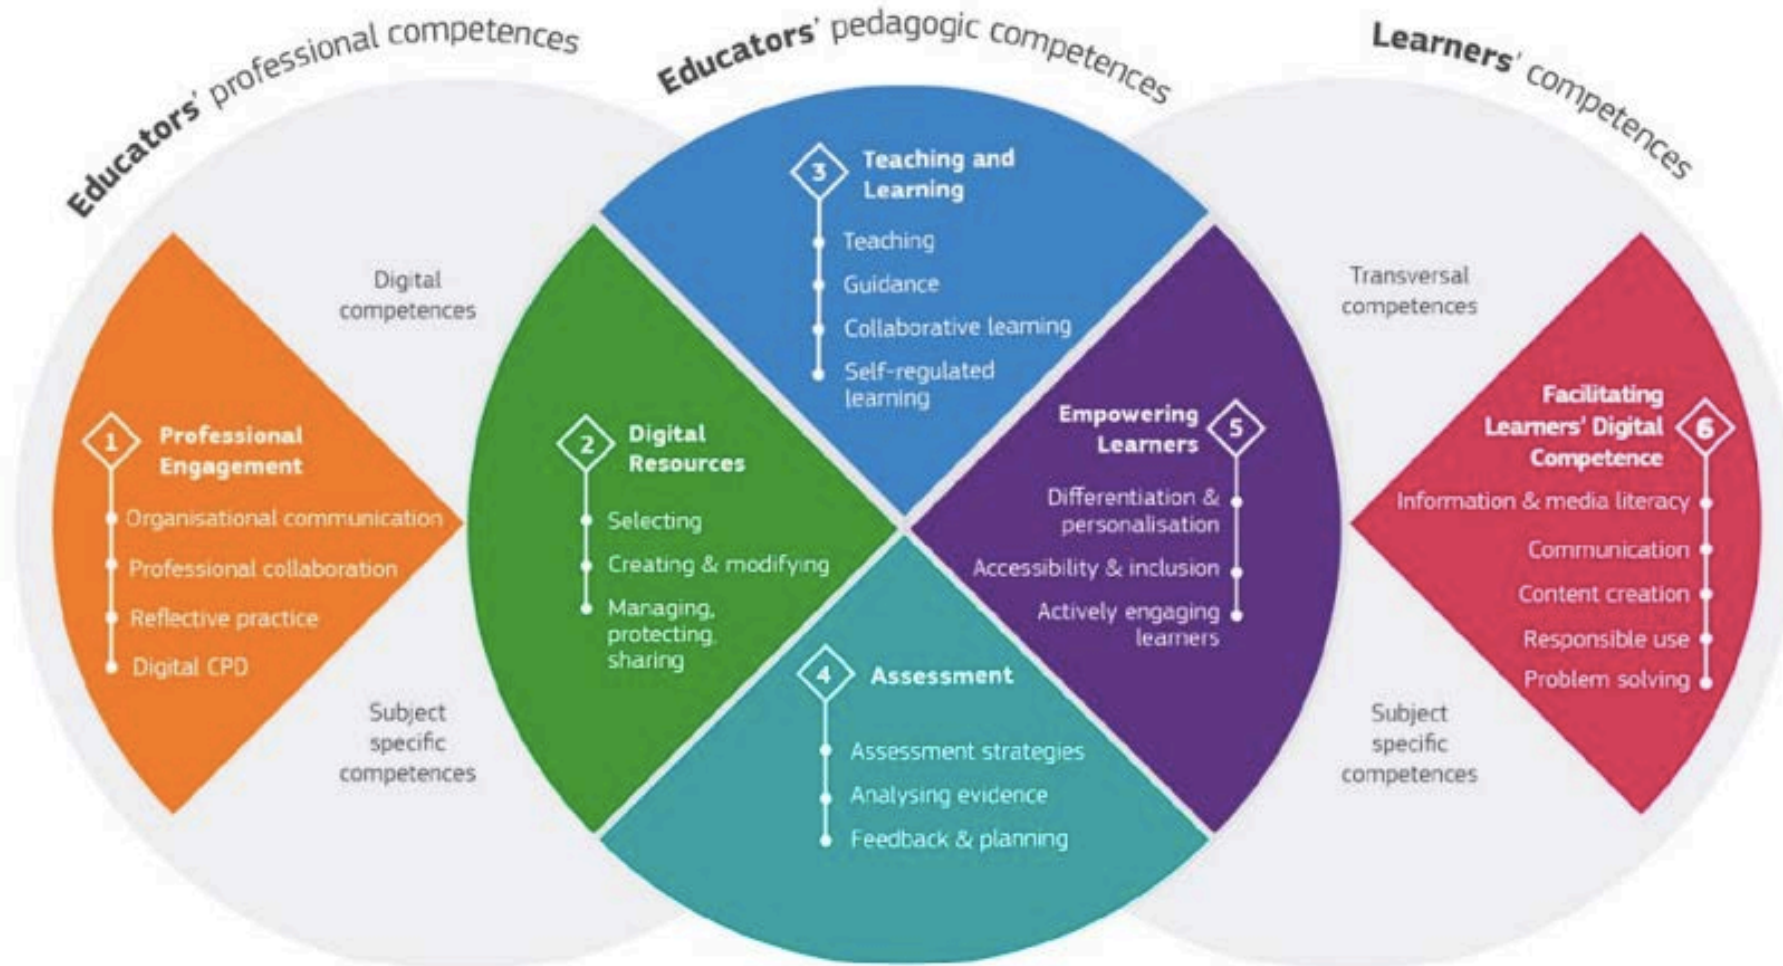 Educators' professional competences
Educators' pedagogic competences
Learners' competences
Digital
competences
Subject
specific
competences
1
Professional
Engagement
Organisational communication
Professional collaboration
Reflective practice
Digital CPD
2
Digital
Resources
Selecting
Creating & modifying
Managing,
protecting,
sharing
3
Teaching and
Learning
Teaching
Guidance
Collaborative learning
Self-regulated
learning
4
Assessment
Assessment strategies
Analysing evidence
Feedback & planning
5
Empowering
Learners
Differentiation &
personalisation
Accessibility & inclusion
Actively engaging
learners
Transversal
competences
Subject
specific
competences
6
Facilitating
Learners' Digital
Competence
Information & media literacy
Communication
Content creation
Responsible use
Problem solving